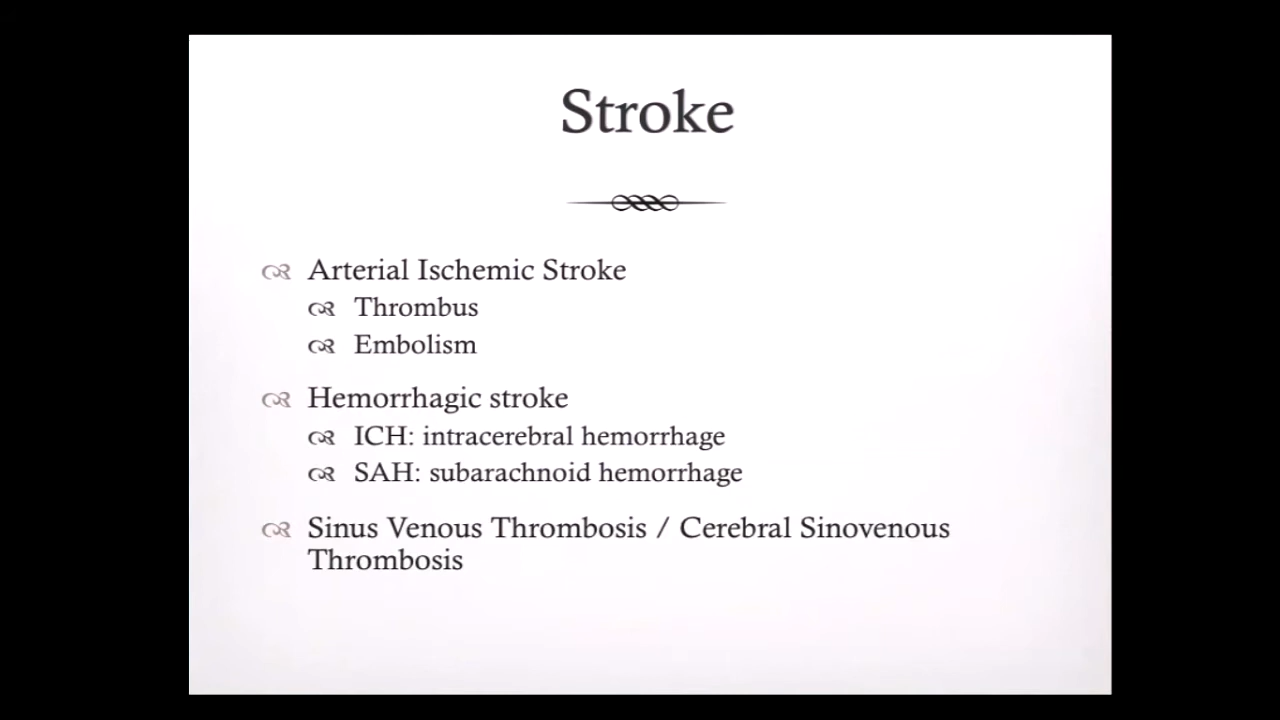 Stroke
Arterial Ischemic Stroke
Thrombus
Embolism
Hemorrhagic stroke
ICH: intracerebral hemorrhage
SAH: subarachnoid hemorrhage
Sinus Venous Thrombosis / Cerebral Sinovenous
Thrombosis